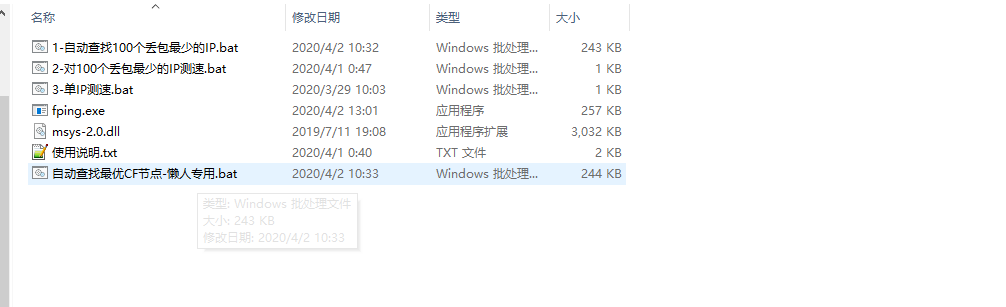 名称 修改日期 类型 大小
1-自动查找100个丢包最少的IP.bat 2020/4/2 10:32 Windows 批处理... 243 KB
2-对100个丢包最少的IP测速.bat 2020/4/1 0:47 Windows 批处理... 1 KB
3-单IP测速.bat 2020/3/29 10:03 Windows 批处理... 1 KB
fping.exe 2020/4/2 13:01 应用程序 257 KB
msys-2.0.dll 2019/7/11 19:08 应用程序扩展 3,032 KB
使用说明.txt 2020/4/1 0:40 TXT 文件 2 KB
自动查找最优CF节点-懒人专用.bat 2020/4/2 10:33 Windows 批处理... 244 KB
类型: Windows 批处理文件
大小: 243 KB
修改日期: 2020/4/2 10:33